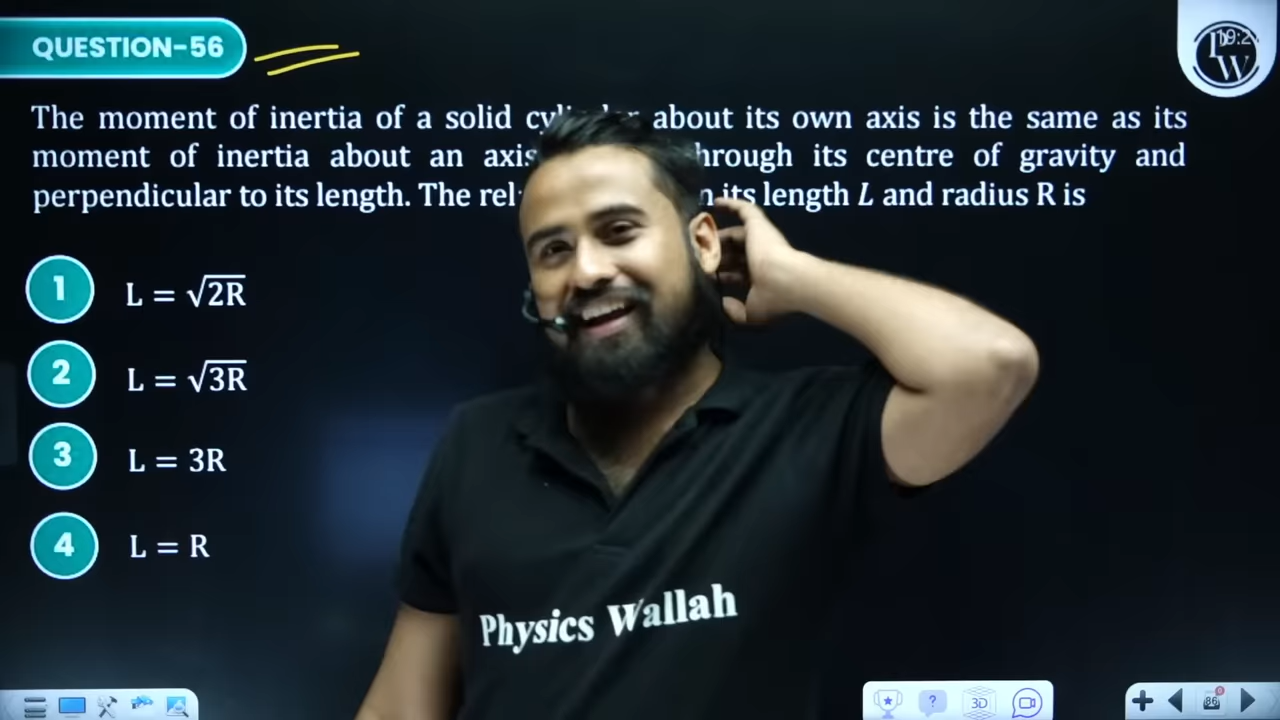 QUESTION-56
The moment of inertia of a solid about its own axis is the same as its
moment of inertia about an axis through its centre of gravity and
perpendicular to its length. The its length L and radius R is
1 L = √2R
2 L = √3R
3 L = 3R
4 L = R
Physics Wallah
3D
86